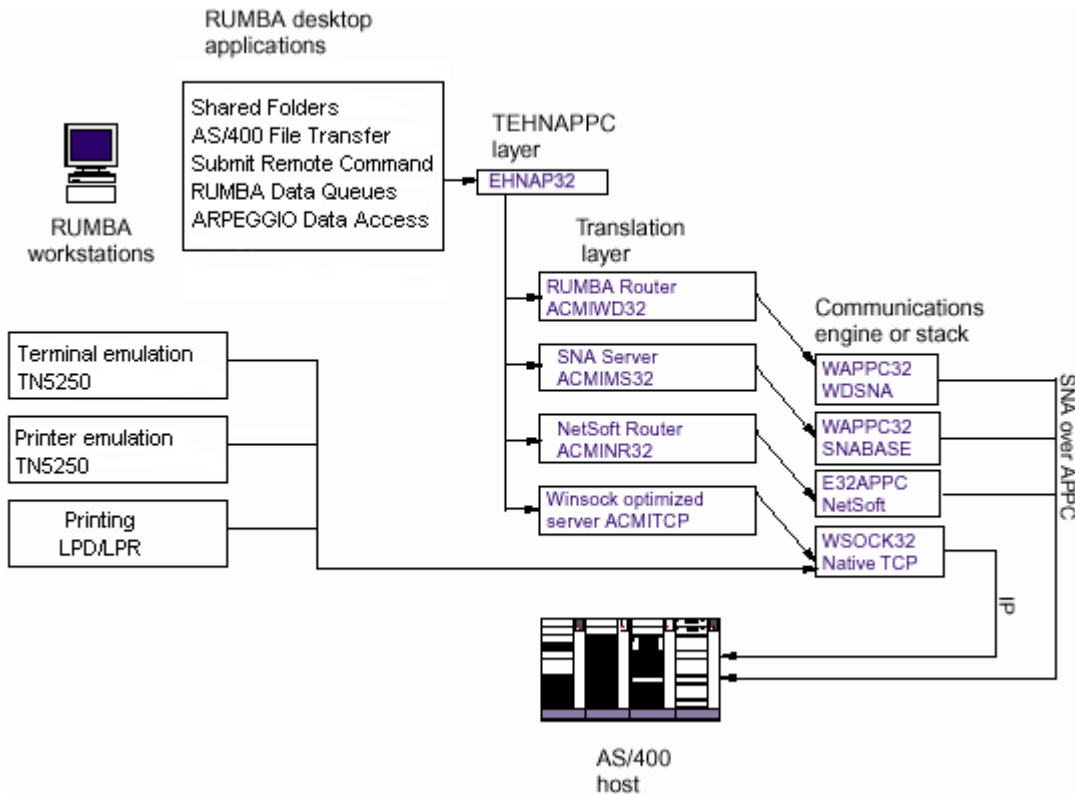 RUMBA desktop
applications
Shared Folders
AS/400 File Transfer
Submit Remote Command
RUMBA Data Queues
ARPEGGIO Data Access
RUMBA
workstations
TEHNAPPC
layer
EHNAP32
Translation
layer
RUMBA Router
ACMIWD32
SNA Server
ACMIMS32
NetSoft Router
ACMINR32
Winsock optimized
server ACMITCP
Communications
engine or stack
WAPPC32
WDSNA
WAPPC32
SNABASE
E32APPC
NetSoft
WSOCK32
Native TCP
SNA over APPC
IP
Terminal emulation
TN5250
Printer emulation
TN5250
Printing
LPD/LPR
AS/400
host